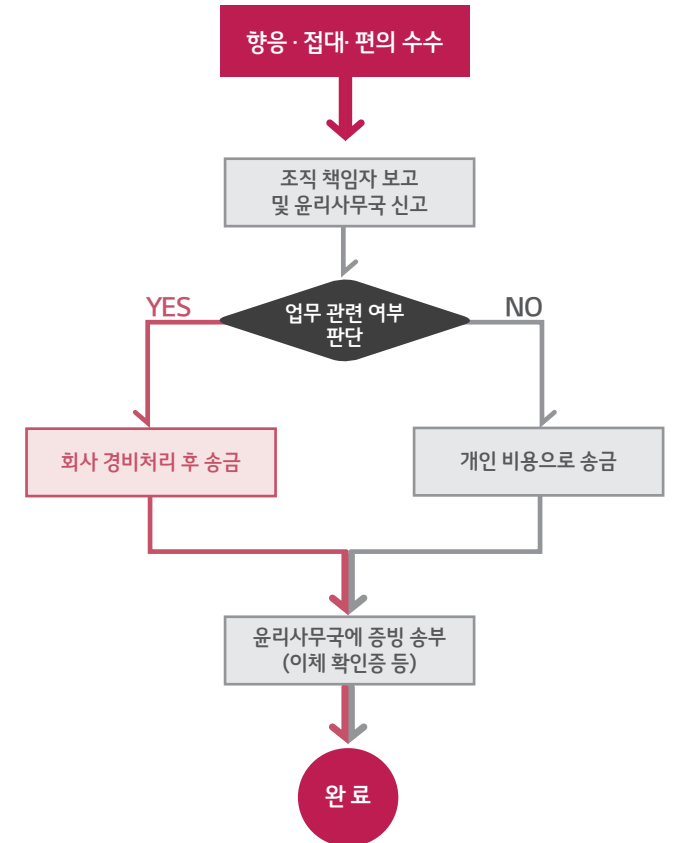 향응 · 접대· 편의 수수
조직 책임자 보고
및 윤리사무국 신고
업무 관련 여부
판단
YES
NO
회사 경비처리 후 송금
개인 비용으로 송금
윤리사무국에 증빙 송부
(이체 확인증 등)
완 료